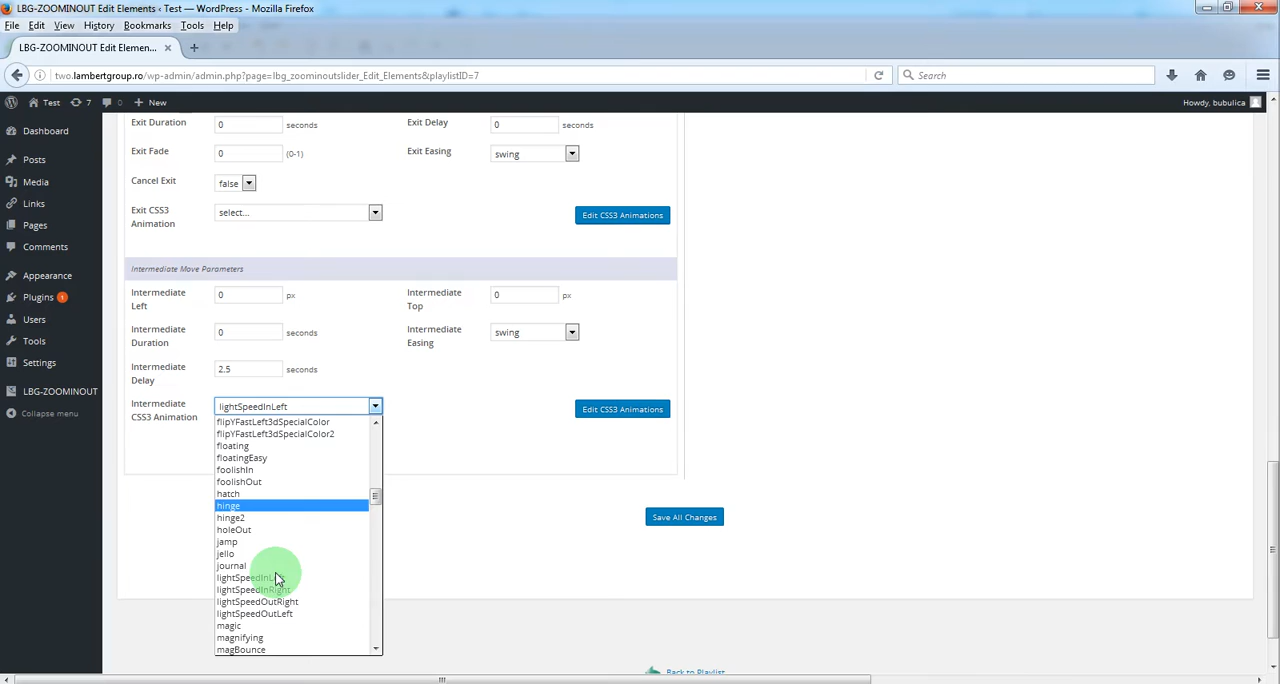 LBG-ZOOMINOUT Edit Elements ‹ Test — WordPress - Mozilla Firefox
File Edit View History Bookmarks Tools Help
LBG-ZOOMINOUT Edit Elemen...
two.lambertgroup.ro/wp-admin/admin.php?page=lbg_zoominoutslider_Edit_Elements&playlistID=7
Search
Test 7 0 + New
Howdy, bubulica
Dashboard
Posts
Media
Links
Pages
Comments
Appearance
Plugins 1
Users
Tools
Settings
LBG-ZOOMINOUT
Collapse menu
Exit Duration 0 seconds Exit Delay 0 seconds
Exit Fade 0 (0-1) Exit Easing swing
Cancel Exit false
Exit CSS3 Animation select... Edit CSS3 Animations
Intermediate Move Parameters
Intermediate Left 0 px Intermediate Top 0 px
Intermediate Duration 0 seconds Intermediate Easing swing
Intermediate Delay 2.5 seconds
Intermediate CSS3 Animation lightSpeedInLeft Edit CSS3 Animations
flipYFastLeft3dSpecialColor
flipYFastLeft3dSpecialColor2
floating
floatingEasy
foolishIn
foolishOut
hatch
hinge
hinge2
holeOut
jamp
jello
journal
lightSpeedInLeft
lightSpeedInRight
lightSpeedOutRight
lightSpeedOutLeft
magic
magnifying
magBounce
Save All Changes
Back to Playlist